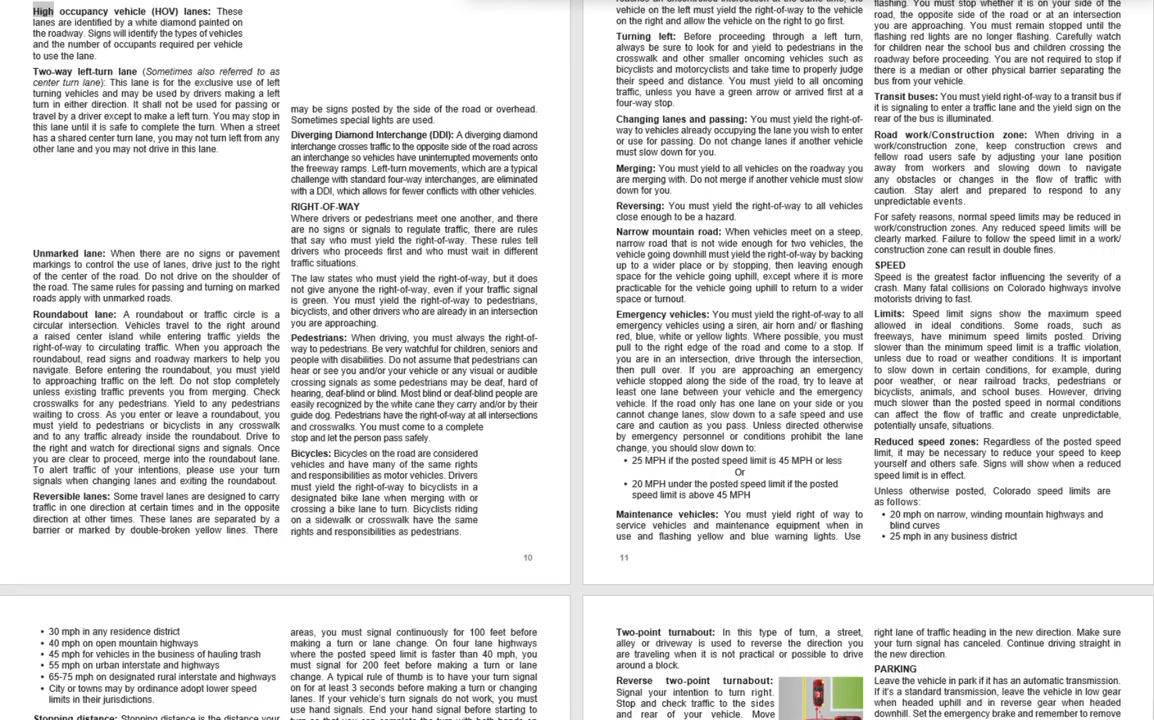 High occupancy vehicle (HOV) lanes: These
lanes are identified by a white diamond painted on
the roadway. Signs will identify the types of vehicles
and the number of occupants required per vehicle
to use the lane.
Two-way left-turn lane (Sometimes also referred to as
center turn lane): This lane is for the exclusive use of left
turning vehicles and may be used by drivers making a left
turn in either direction. It shall not be used for passing or
travel by a driver except to make a left turn. You may stop in
this lane until it is safe to complete the turn. When a street
has a shared center turn lane, you may not turn left from any
other lane and you may not drive in this lane.
Unmarked lane: When there are no signs or pavement
markings to control the use of lanes, drive just to the right
of the center of the road. Do not drive on the shoulder of
the road. The same rules for passing and turning on marked
roads apply with unmarked roads.
Roundabout lane: A roundabout or traffic circle is a
circular intersection. Vehicles travel to the right around
a raised center island while entering traffic yields the
right-of-way to circulating traffic. When you approach the
roundabout, read signs and roadway markers to help you
navigate. Before entering the roundabout, you must yield
to approaching traffic on the left. Do not stop completely
unless existing traffic prevents you from merging. Check
crosswalks for any pedestrians. Yield to any pedestrians
waiting to cross. As you enter or leave a roundabout, you
must yield to pedestrians or bicyclists in any crosswalk
and to any traffic already inside the roundabout. Drive to
the right and watch for directional signs and signals. Once
you are clear to proceed, merge into the roundabout lane.
To alert traffic of your intentions, please use your turn
signals when changing lanes and exiting the roundabout.
Reversible lanes: Some travel lanes are designed to carry
traffic in one direction at certain times and in the opposite
direction at other times. These lanes are separated by a
barrier or marked by double-broken yellow lines. There
may be signs posted by the side of the road or overhead.
Sometimes special lights are used.
Diverging Diamond Interchange (DDI): A diverging diamond
interchange crosses traffic to the opposite side of the road across
an interchange so vehicles have uninterrupted movements onto
the freeway ramps. Left-turn movements, which are a typical
challenge with standard four-way interchanges, are eliminated
with a DDI, which allows for fewer conflicts with other vehicles.
RIGHT-OF-WAY
Where drivers or pedestrians meet one another, and there
are no signs or signals to regulate traffic, there are rules
that say who must yield the right-of-way. These rules tell
drivers who proceeds first and who must wait in different
traffic situations.
The law states who must yield the right-of-way, but it does
not give anyone the right-of-way, even if your traffic signal
is green. You must yield the right-of-way to pedestrians,
bicyclists, and other drivers who are already in an intersection
you are approaching.
Pedestrians: When driving, you must always the right-of-
way to pedestrians. Be very watchful for children, seniors and
people with disabilities. Do not assume that pedestrians can
hear or see you and/or your vehicle or any visual or audible
crossing signals as some pedestrians may be deaf, hard of
hearing, deaf-blind or blind. Most blind or deaf-blind people are
easily recognized by the white cane they carry and/or by their
guide dog. Pedestrians have the right-of-way at all intersections
and crosswalks. You must come to a complete
stop and let the person pass safely.
Bicycles: Bicycles on the road are considered
vehicles and have many of the same rights
and responsibilities as motor vehicles. Drivers
must yield the right-of-way to bicyclists in a
designated bike lane when merging with or
crossing a bike lane to turn. Bicyclists riding
on a sidewalk or crosswalk have the same
rights and responsibilities as pedestrians.
10
vehicle on the left must yield the right-of-way to the vehicle
on the right and allow the vehicle on the right to go first.
Turning left: Before proceeding through a left turn,
always be sure to look for and yield to pedestrians in the
crosswalk and other smaller oncoming vehicles such as
bicyclists and motorcyclists and take time to properly judge
their speed and distance. You must yield to all oncoming
traffic, unless you have a green arrow or arrived first at a
four-way stop.
Changing lanes and passing: You must yield the right-of-
way to vehicles already occupying the lane you wish to enter
or use for passing. Do not change lanes if another vehicle
must slow down for you.
Merging: You must yield to all vehicles on the roadway you
are merging with. Do not merge if another vehicle must slow
down for you.
Reversing: You must yield the right-of-way to all vehicles
close enough to be a hazard.
Narrow mountain road: When vehicles meet on a steep,
narrow road that is not wide enough for two vehicles, the
vehicle going downhill must yield the right-of-way by backing
up to a wider place or by stopping, then leaving enough
space for the vehicle going uphill, except where it is more
practicable for the vehicle going uphill to return to a wider
space or turnout.
Emergency vehicles: You must yield the right-of-way to all
emergency vehicles using a siren, air horn and/ or flashing
red, blue, white or yellow lights. Where possible, you must
pull to the right edge of the road and come to a stop. If
you are in an intersection, drive through the intersection,
then pull over. If you are approaching an emergency
vehicle stopped along the side of the road, try to leave at
least one lane between your vehicle and the emergency
vehicle. If the road only has one lane on your side or you
cannot change lanes, slow down to a safe speed and use
care and caution as you pass. Unless directed otherwise
by emergency personnel or conditions prohibit the lane
change, you should slow down to:
• 25 MPH if the posted speed limit is 45 MPH or less
Or
• 20 MPH under the posted speed limit if the posted
speed limit is above 45 MPH
Maintenance vehicles: You must yield right of way to
service vehicles and maintenance equipment when in
use and flashing yellow and blue warning lights. Use
flashing. You must stop whether it is on your side of the
road, the opposite side of the road or at an intersection
you are approaching. You must remain stopped until the
flashing red lights are no longer flashing. Carefully watch
for children near the school bus and children crossing the
roadway before proceeding. You are not required to stop if
there is a median or other physical barrier separating the
bus from your vehicle.
Transit buses: You must yield right-of-way to a transit bus if
it is signaling to enter a traffic lane and the yield sign on the
rear of the bus is illuminated.
Road work/Construction zone: When driving in a
work/construction zone, keep construction crews and
fellow road users safe by adjusting your lane position
away from workers and slowing down to navigate
any obstacles or changes in the flow of traffic with
caution. Stay alert and prepared to respond to any
unpredictable events.
For safety reasons, normal speed limits may be reduced in
work/construction zones. Any reduced speed limits will be
clearly marked. Failure to follow the speed limit in a work/
construction zone can result in double fines.
SPEED
Speed is the greatest factor influencing the severity of a
crash. Many fatal collisions on Colorado highways involve
motorists driving to fast.
Limits: Speed limit signs show the maximum speed
allowed in ideal conditions. Some roads, such as
freeways, have minimum speed limits posted. Driving
slower than the minimum speed limit is a traffic violation,
unless due to road or weather conditions. It is important
to slow down in certain conditions, for example, during
poor weather, or near railroad tracks, pedestrians or
bicyclists, animals, and school buses. However, driving
much slower than the posted speed in normal conditions
can affect the flow of traffic and create unpredictable,
potentially unsafe, situations.
Reduced speed zones: Regardless of the posted speed
limit, it may be necessary to reduce your speed to keep
yourself and others safe. Signs will show when a reduced
speed limit is in effect.
Unless otherwise posted, Colorado speed limits are
as follows:
• 20 mph on narrow, winding mountain highways and
blind curves
• 25 mph in any business district
11
• 30 mph in any residence district
• 40 mph on open mountain highways
• 45 mph for vehicles in the business of hauling trash
• 55 mph on urban interstate and highways
• 65-75 mph on designated rural interstate and highways
• City or towns may by ordinance adopt lower speed
limits in their jurisdictions.
Stopping distance: Stopping distance is the distance your
areas, you must signal continuously for 100 feet before
making a turn or lane change. On four lane highways
where the posted speed limit is faster than 40 mph, you
must signal for 200 feet before making a turn or lane
change. A typical rule of thumb is to have your turn signal
on for at least 3 seconds before making a turn or changing
lanes. If your vehicle's turn signals do not work, you must
use hand signals. End your hand signal before starting to
turn so that you can complete the turn with both hands on
Two-point turnabout: In this type of turn, a street,
alley or driveway is used to reverse the direction you
are traveling when it is not practical or possible to drive
around a block.
Reverse two-point turnabout:
Signal your intention to turn right.
Stop and check traffic to the sides
and rear of your vehicle. Move
right lane of traffic heading in the new direction. Make sure
your turn signal has canceled. Continue driving straight in
the new direction.
PARKING
Leave the vehicle in park if it has an automatic transmission.
If it's a standard transmission, leave the vehicle in low gear
when headed uphill and in reverse gear when headed
downhill. Set the emergency brake and remember to remove